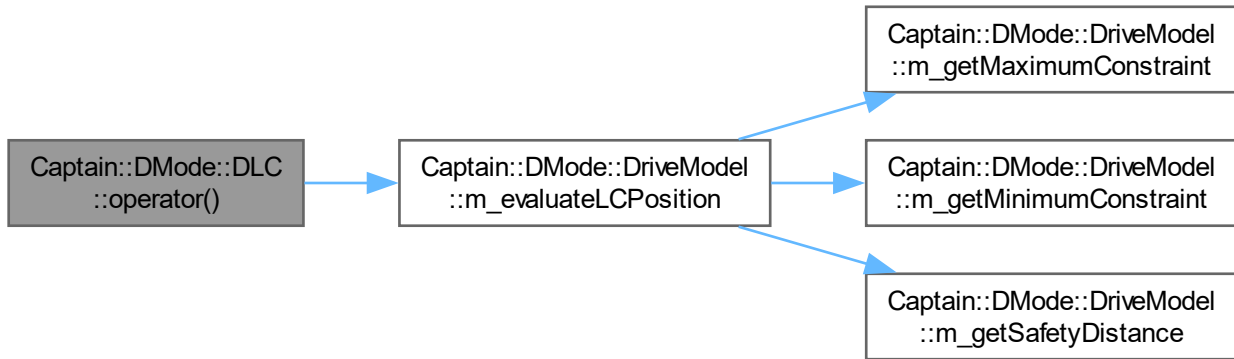 Captain::DMode::DLC
::operator()
Captain::DMode::DriveModel
::m_evaluateLCPosition
Captain::DMode::DriveModel
::m_getMaximumConstraint
Captain::DMode::DriveModel
::m_getMinimumConstraint
Captain::DMode::DriveModel
::m_getSafetyDistance